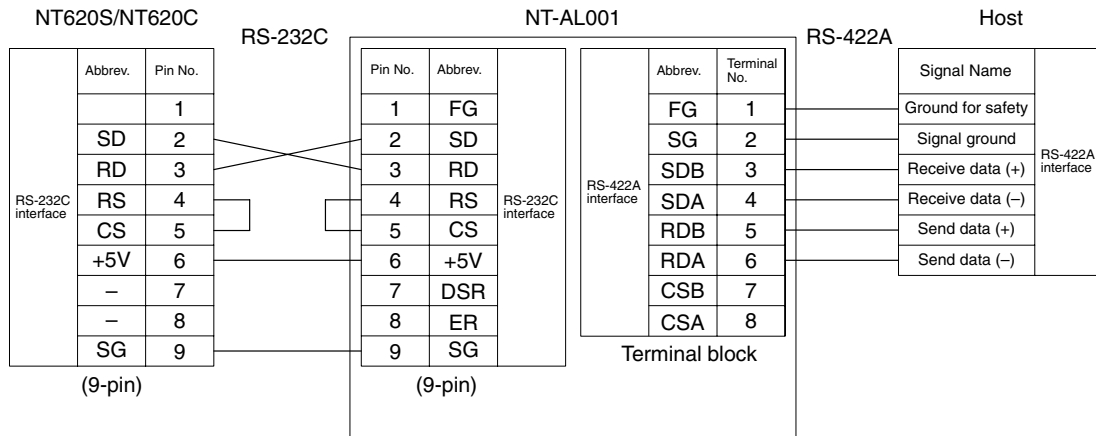 NT620S/NT620C
RS-232C
NT-AL001
RS-422A
Host
Abbrev. Pin No.
1
SD 2
RD 3
RS 4
CS 5
+5V 6
– 7
– 8
SG 9
RS-232C
interface
(9-pin)
Pin No. Abbrev.
1 FG
2 SD
3 RD
4 RS
5 CS
6 +5V
7 DSR
8 ER
9 SG
RS-232C
interface
(9-pin)
RS-422A
interface
Abbrev. Terminal
No.
FG 1
SG 2
SDB 3
SDA 4
RDB 5
RDA 6
CSB 7
CSA 8
Terminal block
Signal Name
Ground for safety
Signal ground
Receive data (+)
Receive data (–)
Send data (+)
Send data (–)
RS-422A
interface